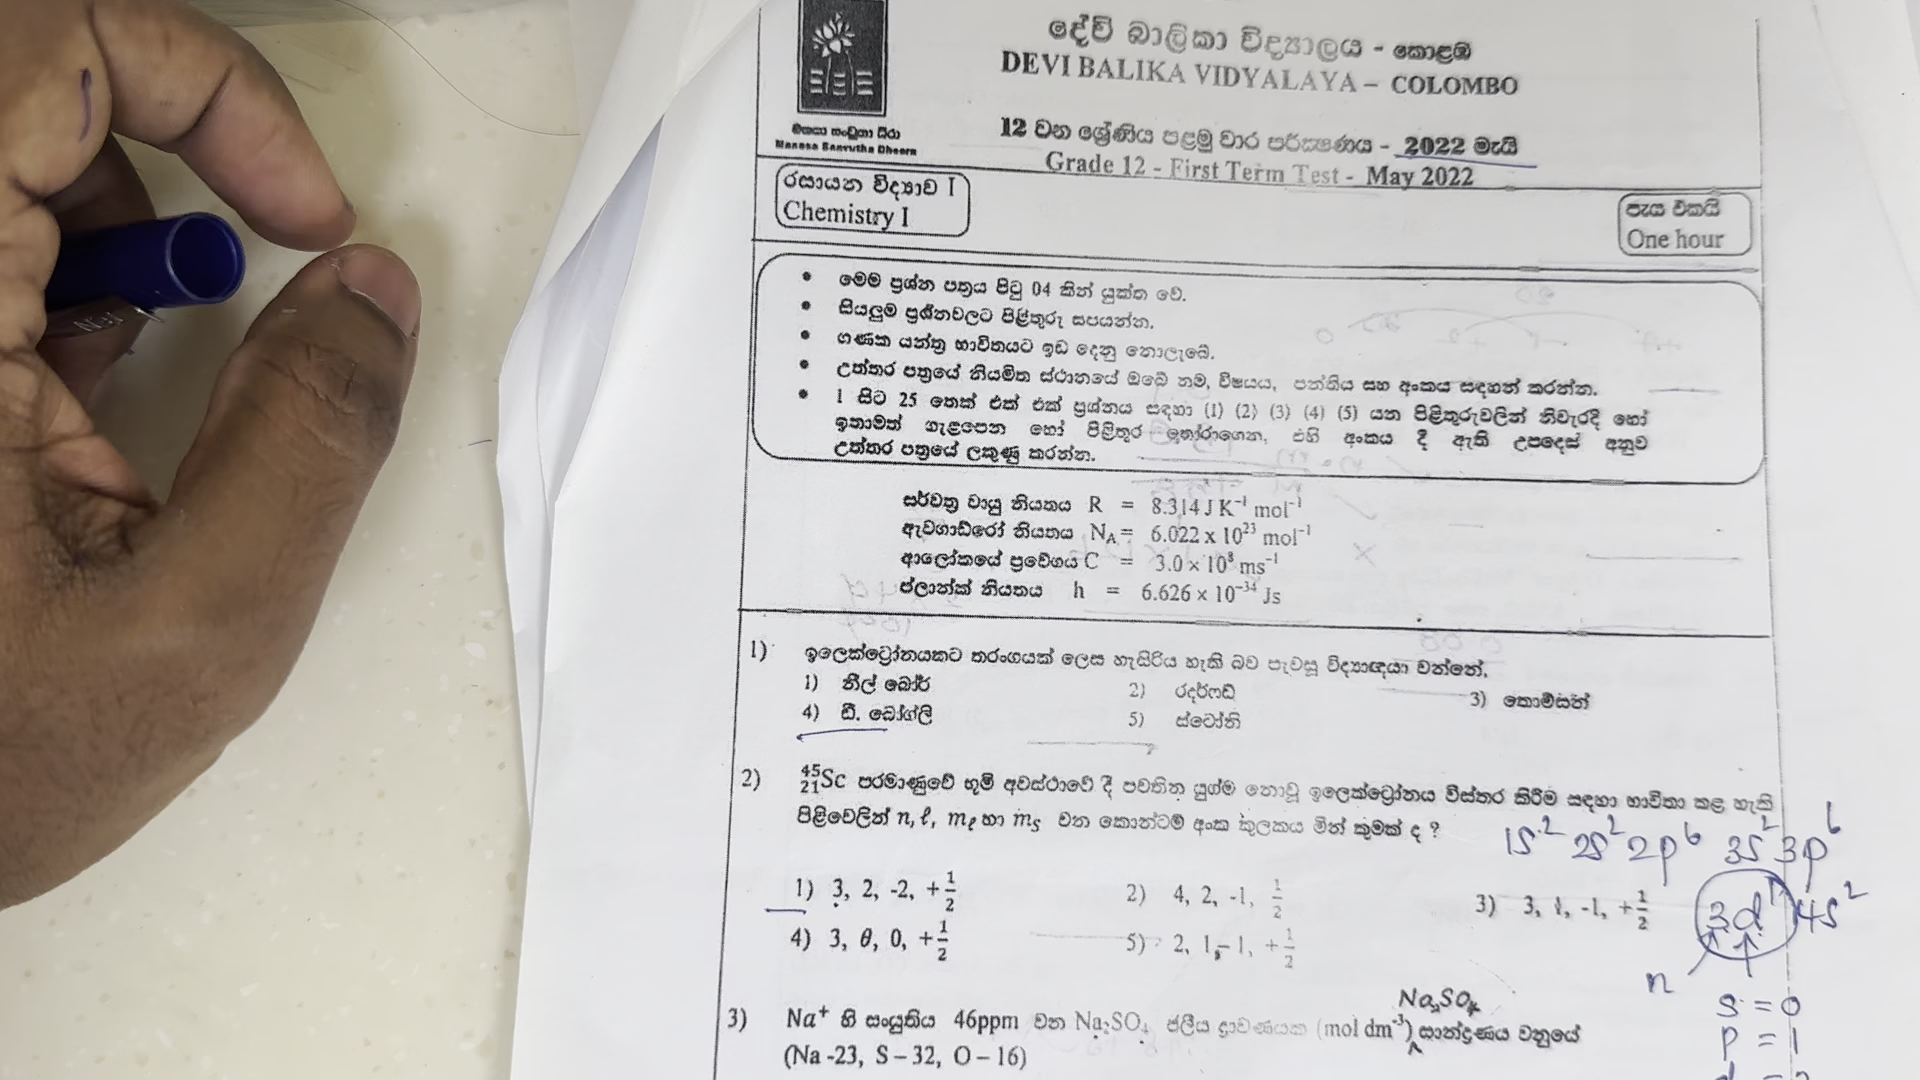 දේවි බාලිකා විද්‍යාලය - කොළඹ
DEVI BALIKA VIDYALAYA – COLOMBO
12 වන ශ්‍රේණිය පළමු වාර පරීක්ෂණය - 2022 මැයි
Grade 12 - First Term Test - May 2022
Manasa Sanvutha Dheera
රසායන විද්‍යාව I
Chemistry I
පැය එකයි
One hour
• මෙම ප්‍රශ්න පත්‍රය පිටු 04 කින් යුක්ත වේ.
• සියලුම ප්‍රශ්නවලට පිළිතුරු සපයන්න.
• ගණක යන්ත්‍ර භාවිතයට ඉඩ දෙනු නොලැබේ.
• උත්තර පත්‍රයේ නියමිත ස්ථානයේ ඔබේ නම, විෂයය, පන්තිය සහ අංකය සඳහන් කරන්න.
• 1 සිට 25 තෙක් එක් එක් ප්‍රශ්නය සඳහා (1) (2) (3) (4) (5) යන පිළිතුරුවලින් නිවැරදි හෝ
ඉතාමත් ගැළපෙන හෝ පිළිතුර තෝරාගෙන, එහි අංකය දී ඇති උපදෙස් අනුව
උත්තර පත්‍රයේ ලකුණු කරන්න.
සර්වත්‍ර වායු නියතය R = 8.314 J K⁻¹ mol⁻¹
ඇවගාඩ්රෝ නියතය N_A = 6.022 x 10²³ mol⁻¹
ආලෝකයේ ප්‍රවේගය C = 3.0 × 10⁸ ms⁻¹
ප්ලාන්ක් නියතය h = 6.626 × 10⁻³⁴ Js
1) ඉලෙක්ට්‍රෝනයකට තරංගයක් ලෙස හැසිරිය හැකි බව පැවසූ විද්‍යාඥයා වන්නේ,
1) නීල් බෝර් 2) රදර්ෆඩ් 3) තොම්සන්
4) ඩී. බෝග්ලි 5) ස්ටෝනි
2) ⁴⁵₂₁Sc පරමාණුවේ භූමි අවස්ථාවේ දී පවතින යුග්ම නොවූ ඉලෙක්ට්‍රෝනය විස්තර කිරීම සඳහා භාවිතා කළ හැකි
පිළිවෙලින් n, ℓ, mℓ හා ms වන කොන්ටම් අංක කුලකය මින් කුමක් ද ?
1s² 2s² 2p⁶ 3s² 3p⁶
1) 3, 2, -2, +1/2 2) 4, 2, -1, 1/2 3) 3, 1, -1, +1/2
3d¹ 4s²
4) 3, θ, 0, +1/2 5) 2, 1, -1, +1/2
n
s = 0
p = 1
Na₂SO₄
3) Na⁺ හි සංයුතිය 46ppm වන Na₂SO₄ ජලීය ද්‍රාවණයක (mol dm⁻³) සාන්ද්‍රණය වනුයේ
(Na -23, S – 32, O – 16)